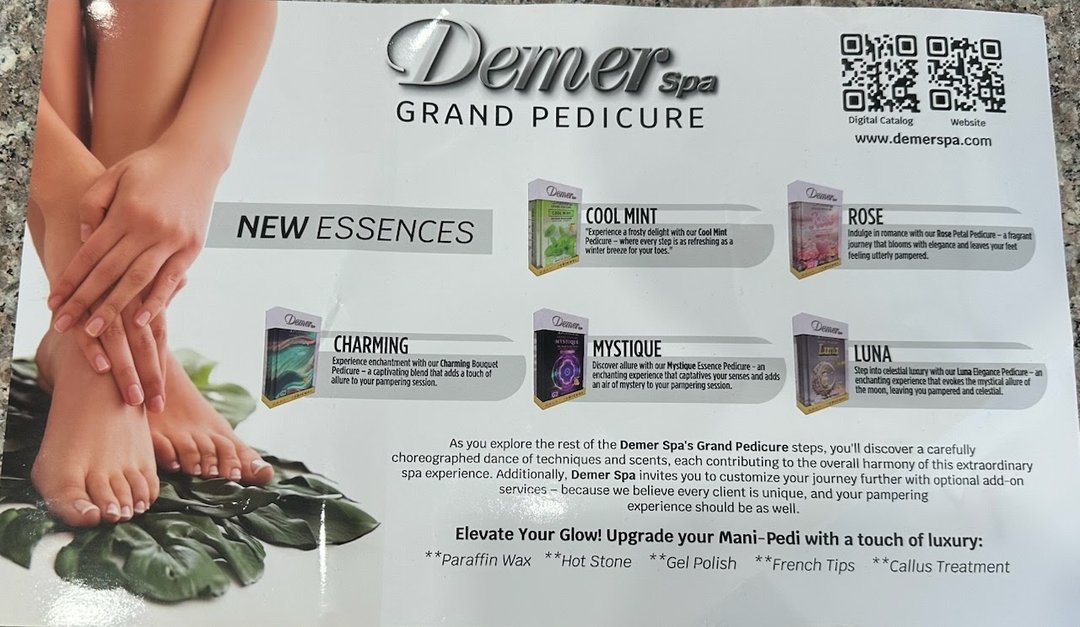 Demer Spa
GRAND PEDICURE
Digital Catalog
Website
www.demerspa.com
NEW ESSENCES
COOL MINT
"Experience a frosty delight with our Cool Mint
Pedicure – where every step is as refreshing as a
winter breeze for your toes."
ROSE
Indulge in romance with our Rose Petal Pedicure – a fragrant
journey that blooms with elegance and leaves your feet
feeling utterly pampered.
CHARMING
Experience enchantment with our Charming Bouquet
Pedicure – a captivating blend that adds a touch of
allure to your pampering session.
MYSTIQUE
Discover allure with our Mystique Essence Pedicure - an
enchanting experience that captatives your senses and adds
an air of mystery to your pampering session.
LUNA
Step into celestial luxury with our Luna Elegance Pedicure – an
enchanting experience that evokes the mystical allure of
the moon, leaving you pampered and celestial.
Demer
COOL MINT
Demer
Demer
Demer
MYSTIQUE
Demer
Luna
As you explore the rest of the Demer Spa's Grand Pedicure steps, you'll discover a carefully
choreographed dance of techniques and scents, each contributing to the overall harmony of this extraordinary
spa experience. Additionally, Demer Spa invites you to customize your journey further with optional add-on
services – because we believe every client is unique, and your pampering
experience should be as well.
Elevate Your Glow! Upgrade your Mani-Pedi with a touch of luxury:
**Paraffin Wax **Hot Stone **Gel Polish **French Tips **Callus Treatment